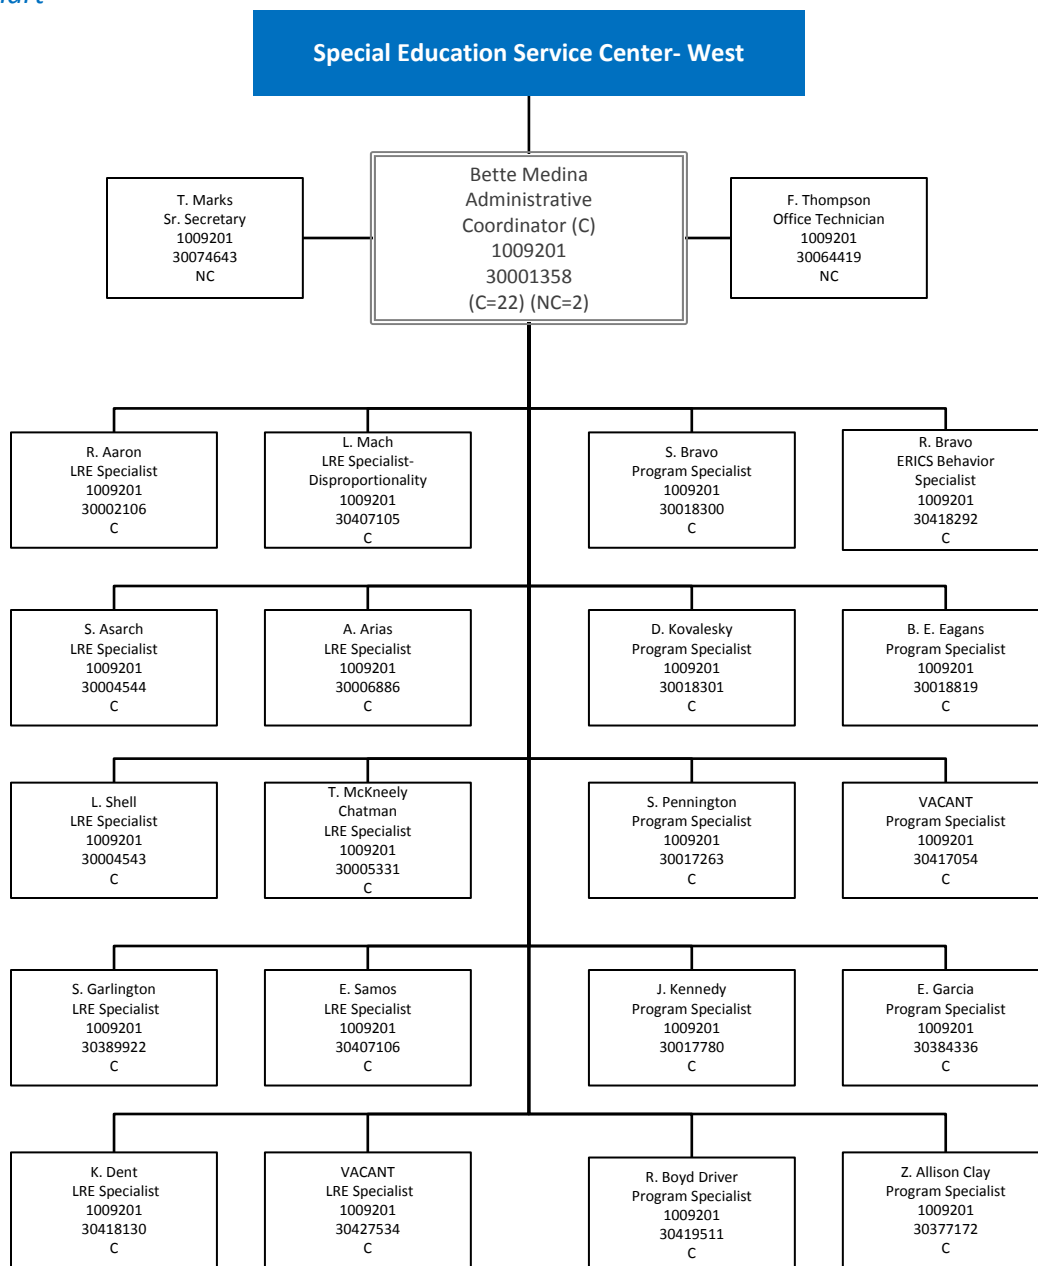 Special Education Service Center- West
T. Marks
Sr. Secretary
1009201
30074643
NC
Bette Medina
Administrative
Coordinator (C)
1009201
30001358
(C=22) (NC=2)
F. Thompson
Office Technician
1009201
30064419
NC
R. Aaron
LRE Specialist
1009201
30002106
C
L. Mach
LRE Specialist-
Disproportionality
1009201
30407105
C
S. Bravo
Program Specialist
1009201
30018300
C
R. Bravo
ERICS Behavior
Specialist
1009201
30418292
C
S. Asarch
LRE Specialist
1009201
30004544
C
A. Arias
LRE Specialist
1009201
30006886
C
D. Kovalesky
Program Specialist
1009201
30018301
C
B. E. Eagans
Program Specialist
1009201
30018819
C
L. Shell
LRE Specialist
1009201
30004543
C
T. McKneely
Chatman
LRE Specialist
1009201
30005331
C
S. Pennington
Program Specialist
1009201
30017263
C
VACANT
Program Specialist
1009201
30417054
C
S. Garlington
LRE Specialist
1009201
30389922
C
E. Samos
LRE Specialist
1009201
30407106
C
J. Kennedy
Program Specialist
1009201
30017780
C
E. Garcia
Program Specialist
1009201
30384336
C
K. Dent
LRE Specialist
1009201
30418130
C
VACANT
LRE Specialist
1009201
30427534
C
R. Boyd Driver
Program Specialist
1009201
30419511
C
Z. Allison Clay
Program Specialist
1009201
30377172
C